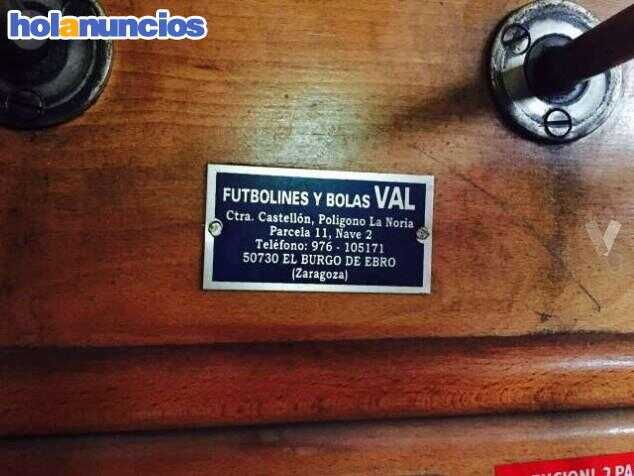 holanuncios
FUTBOLINES Y BOLAS VAL
Ctra. Castellón, Polígono La Noria
Parcela 11, Nave 2
Teléfono: 976 - 105171
50730 EL BURGO DE EBRO
(Zaragoza)